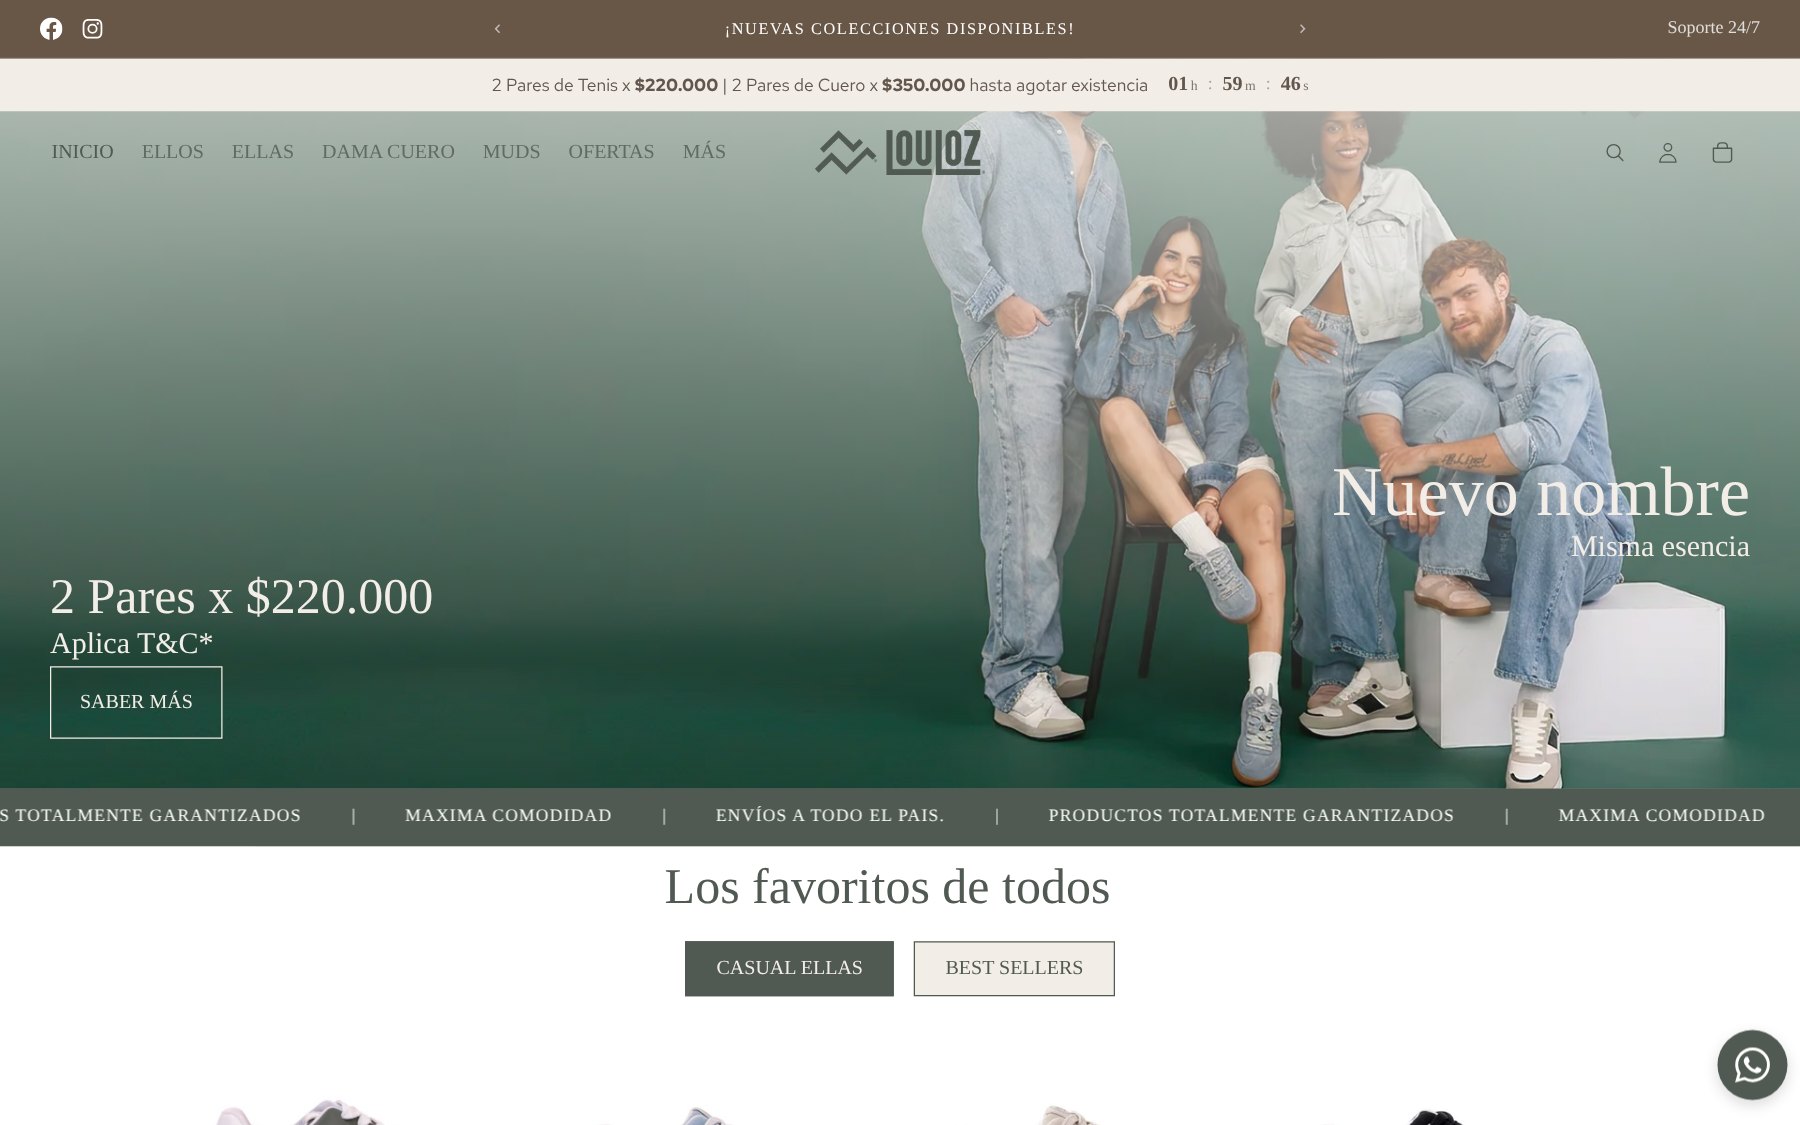 ¡NUEVAS COLECCIONES DISPONIBLES!
Soporte 24/7
2 Pares de Tenis x $220.000 | 2 Pares de Cuero x $350.000 hasta agotar existencia 01 h : 59 m : 46 s
INICIO ELLOS ELLAS DAMA CUERO MUDS OFERTAS MÁS
LOULOZ
Nuevo nombre
Misma esencia
2 Pares x $220.000
Aplica T&C*
SABER MÁS
S TOTALMENTE GARANTIZADOS | MAXIMA COMODIDAD | ENVÍOS A TODO EL PAIS. | PRODUCTOS TOTALMENTE GARANTIZADOS | MAXIMA COMODIDAD
Los favoritos de todos
CASUAL ELLAS
BEST SELLERS